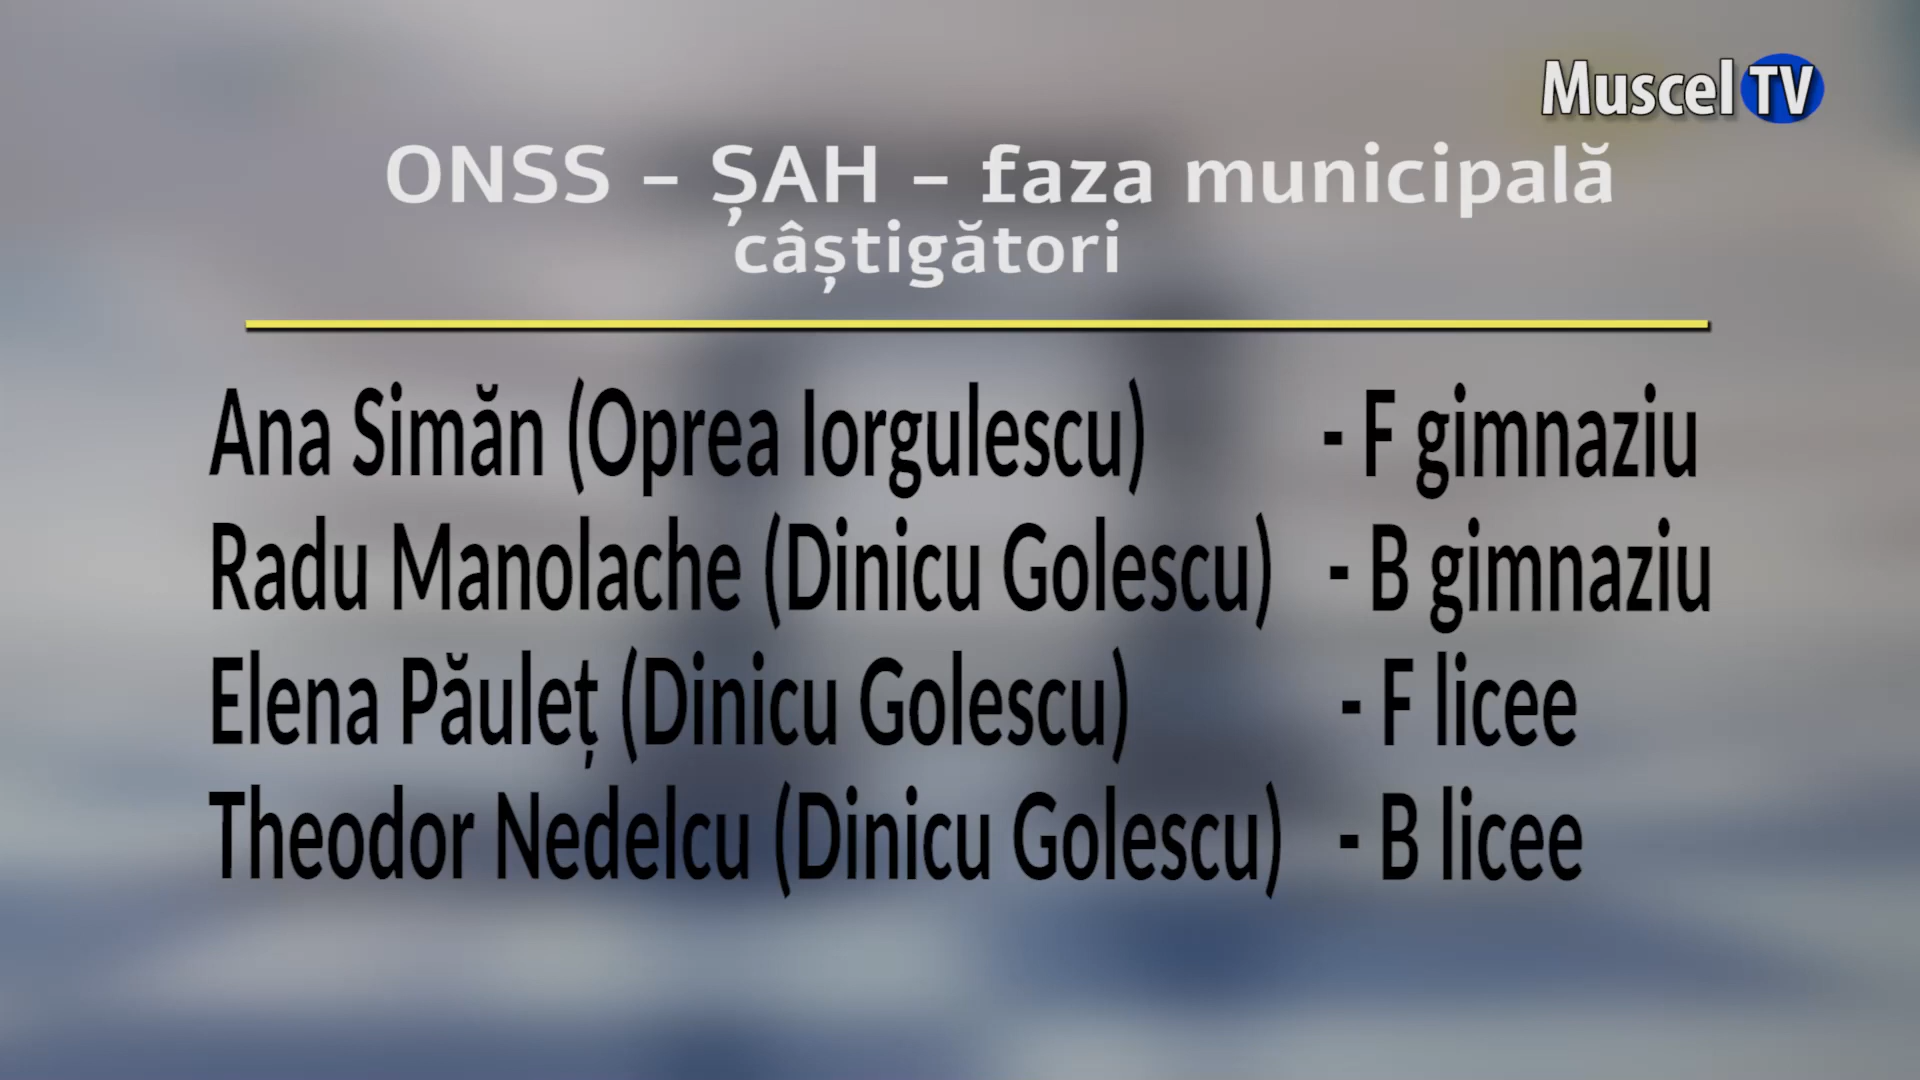 Muscel TV
ONSS – ȘAH – faza municipală
câștigători
Ana Simăn (Oprea Iorgulescu) - F gimnaziu
Radu Manolache (Dinicu Golescu) - B gimnaziu
Elena Păuleț (Dinicu Golescu) - F licee
Theodor Nedelcu (Dinicu Golescu) - B licee